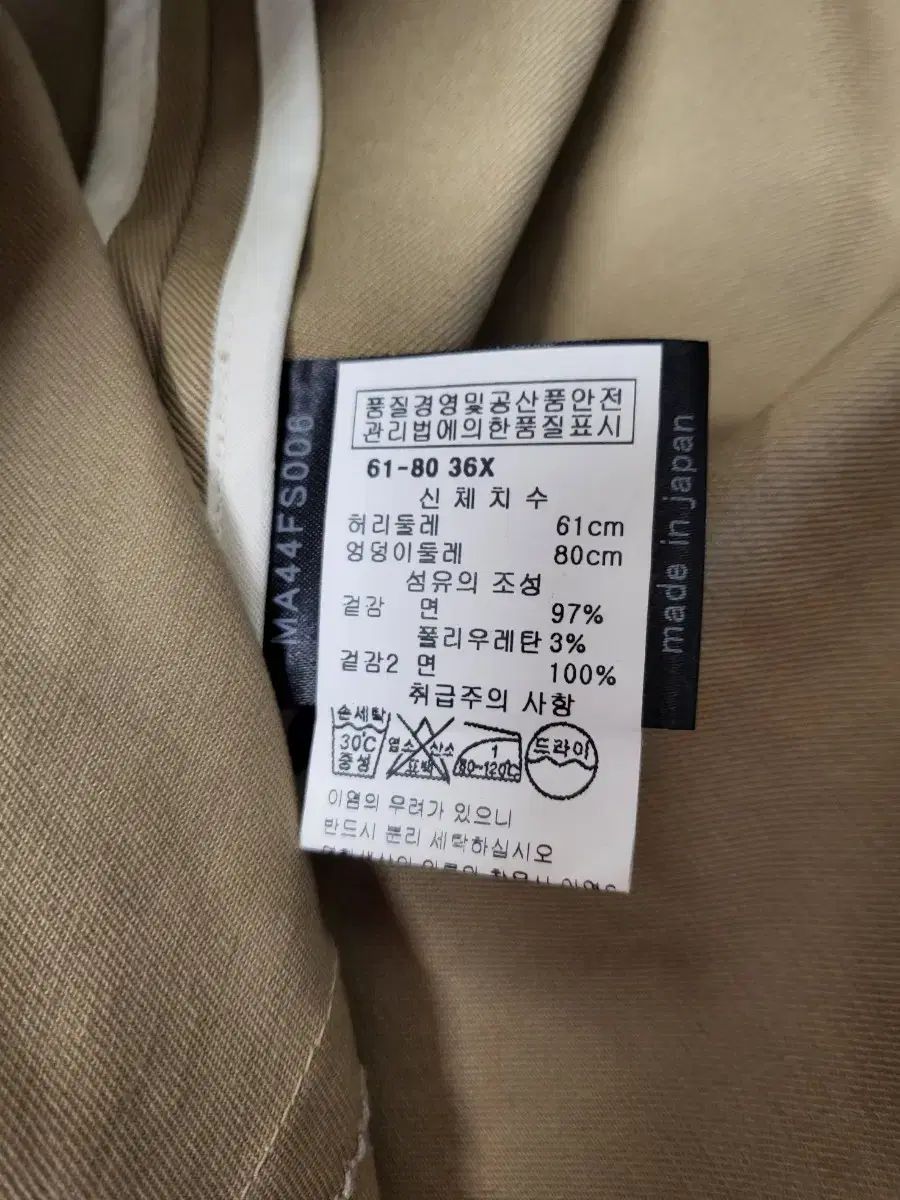 품질경영및공산품안전
관리법에의한품질표시
61-80 36X
신체치수
허리둘레 61cm
엉덩이둘레 80cm
섬유의 조성
겉감 면 97%
폴리우레탄 3%
겉감2 면 100%
취급주의 사항
손세탁
30℃
중성
염소 산소
표백
1
80~120℃
드라이
이염의 우려가 있으니
반드시 분리 세탁하십시오
MA44FS006
made in japan